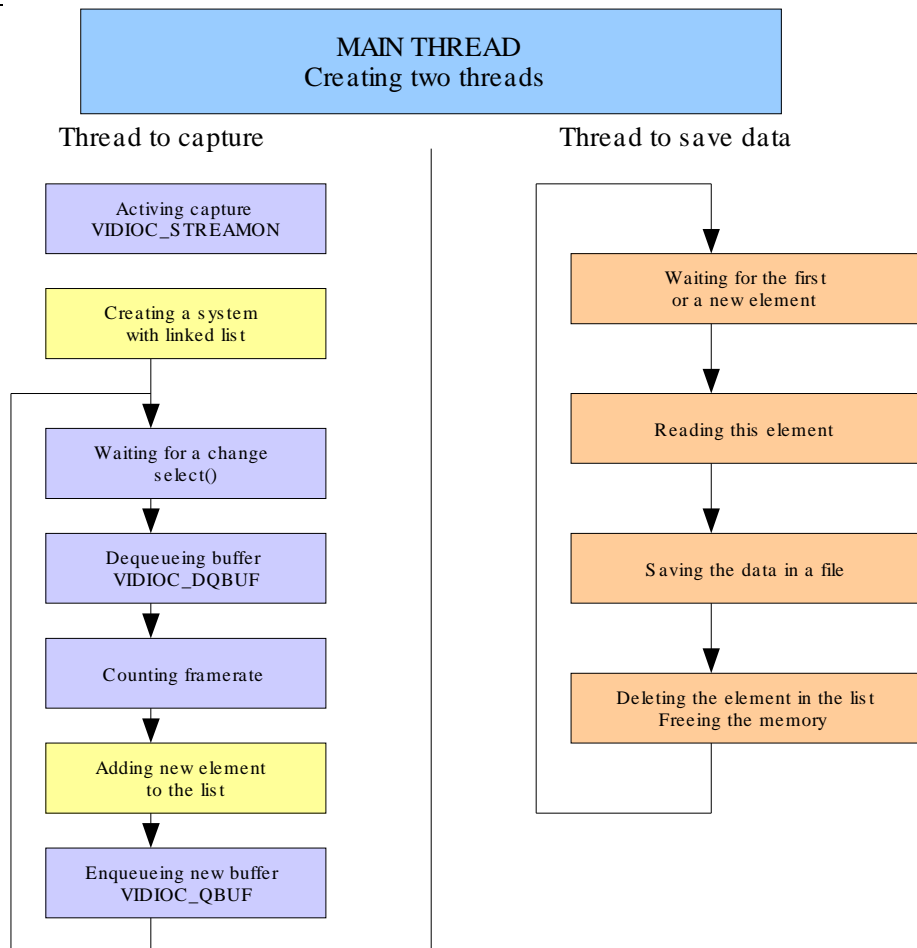 MAIN THREAD
Creating two threads
Thread to capture
Activing capture
VIDIOC_STREAMON
Creating a system
with linked list
Waiting for a change
select()
Dequeueing buffer
VIDIOC_DQBUF
Counting framerate
Adding new element
to the list
Enqueueing new buffer
VIDIOC_QBUF
Thread to save data
Waiting for the first
or a new element
Reading this element
Saving the data in a file
Deleting the element in the list
Freeing the memory